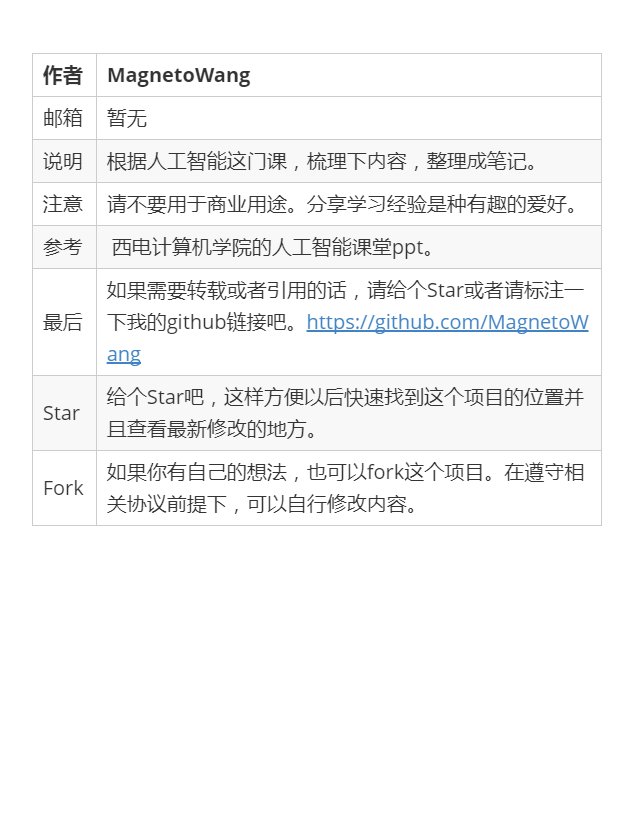 作者 MagnetoWang
邮箱 暂无
说明 根据人工智能这门课，梳理下内容，整理成笔记。
注意 请不要用于商业用途。分享学习经验是种有趣的爱好。
参考 西电计算机学院的人工智能课堂ppt。
最后 如果需要转载或者引用的话，请给个Star或者请标注一
下我的github链接吧。https://github.com/MagnetoW
ang
Star 给个Star吧，这样方便以后快速找到这个项目的位置并
且查看最新修改的地方。
Fork 如果你有自己的想法，也可以fork这个项目。在遵守相
关协议前提下，可以自行修改内容。